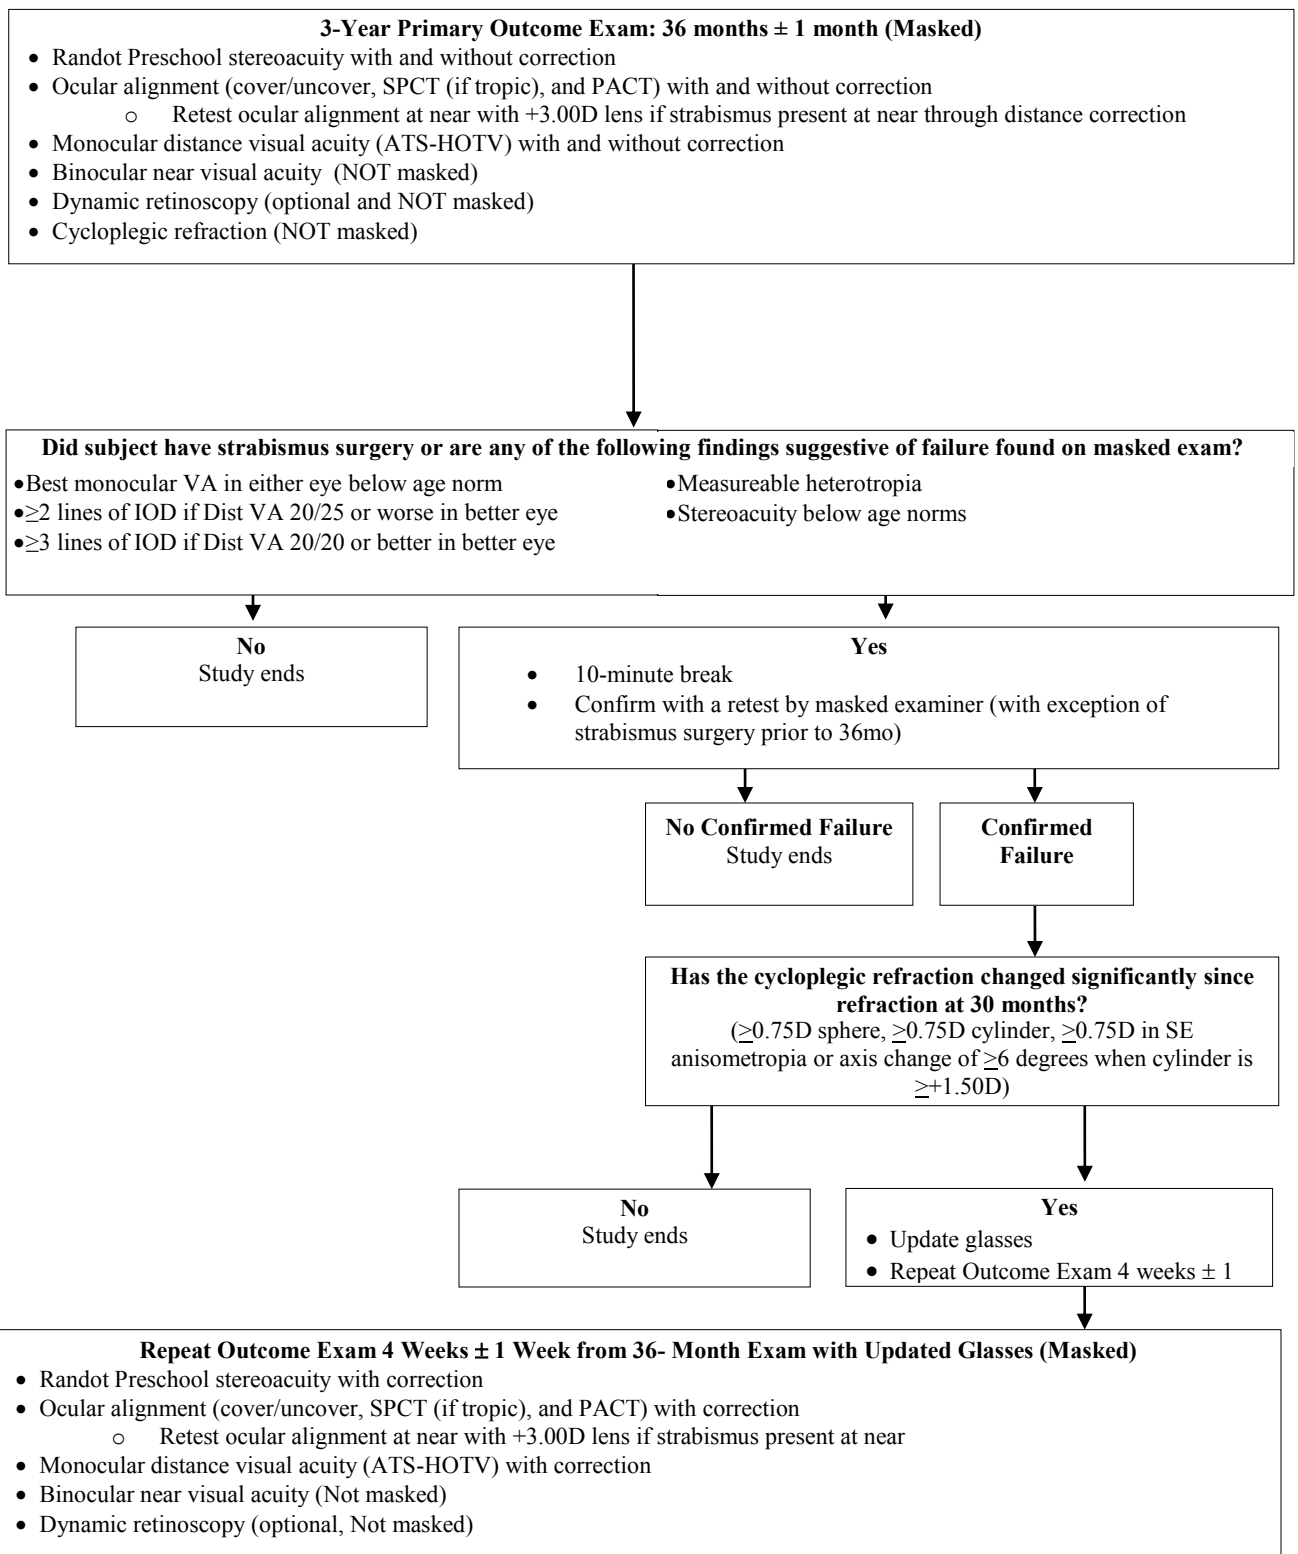 3-Year Primary Outcome Exam: 36 months ± 1 month (Masked)
• Randot Preschool stereoacuity with and without correction
• Ocular alignment (cover/uncover, SPCT (if tropic), and PACT) with and without correction
o Retest ocular alignment at near with +3.00D lens if strabismus present at near through distance correction
• Monocular distance visual acuity (ATS-HOTV) with and without correction
• Binocular near visual acuity (NOT masked)
• Dynamic retinoscopy (optional and NOT masked)
• Cycloplegic refraction (NOT masked)
Did subject have strabismus surgery or are any of the following findings suggestive of failure found on masked exam?
•Best monocular VA in either eye below age norm
•≥2 lines of IOD if Dist VA 20/25 or worse in better eye
•≥3 lines of IOD if Dist VA 20/20 or better in better eye
•Measureable heterotropia
•Stereoacuity below age norms
No
Study ends
Yes
• 10-minute break
• Confirm with a retest by masked examiner (with exception of
strabismus surgery prior to 36mo)
No Confirmed Failure
Study ends
Confirmed
Failure
Has the cycloplegic refraction changed significantly since
refraction at 30 months?
(≥0.75D sphere, ≥0.75D cylinder, ≥0.75D in SE
anisometropia or axis change of ≥6 degrees when cylinder is
≥+1.50D)
No
Study ends
Yes
• Update glasses
• Repeat Outcome Exam 4 weeks ± 1
Repeat Outcome Exam 4 Weeks ± 1 Week from 36- Month Exam with Updated Glasses (Masked)
• Randot Preschool stereoacuity with correction
• Ocular alignment (cover/uncover, SPCT (if tropic), and PACT) with correction
o Retest ocular alignment at near with +3.00D lens if strabismus present at near
• Monocular distance visual acuity (ATS-HOTV) with correction
• Binocular near visual acuity (Not masked)
• Dynamic retinoscopy (optional, Not masked)